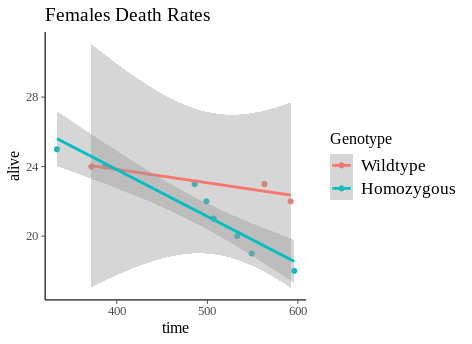 Females Death Rates
alive
28
24
20
400
500
600
time
Genotype
Wildtype
Homozygous